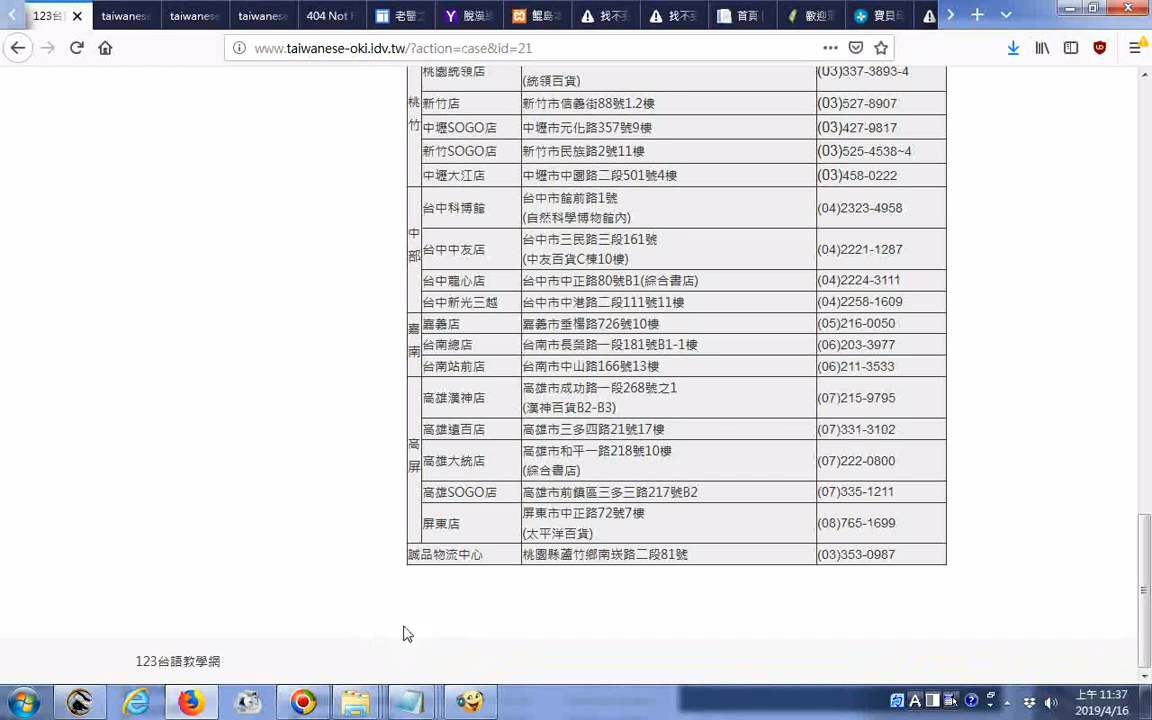 123台
taiwanese
taiwanese
taiwanese
404 Not
老醫之
脫漢
鯤島本
找不
找不
首頁
歡迎
寶貝
www.taiwanese-oki.idv.tw/?action=case&id=21
桃園統領店 (統領百貨) (03)337-3893-4
桃竹
新竹店 新竹市信義街88號1.2樓 (03)527-8907
中壢SOGO店 中壢市元化路357號9樓 (03)427-9817
新竹SOGO店 新竹市民族路2號11樓 (03)525-4538~4
中壢大江店 中壢市中園路二段501號4樓 (03)458-0222
中部
台中科博館 台中市館前路1號 (04)2323-4958
(自然科學博物館內)
台中中友店 台中市三民路三段161號 (04)2221-1287
(中友百貨C棟10樓)
台中龍心店 台中市中正路80號B1(綜合書店) (04)2224-3111
台中新光三越 台中市中港路二段111號11樓 (04)2258-1609
嘉南
嘉義店 嘉義市垂楊路726號10樓 (05)216-0050
台南總店 台南市長榮路一段181號B1-1樓 (06)203-3977
台南站前店 台南市中山路166號13樓 (06)211-3533
高屏
高雄漢神店 高雄市成功路一段268號之1 (07)215-9795
(漢神百貨B2-B3)
高雄遠百店 高雄市三多四路21號17樓 (07)331-3102
高雄大統店 高雄市和平一路218號10樓 (07)222-0800
(綜合書店)
高雄SOGO店 高雄市前鎮區三多三路217號B2 (07)335-1211
屏東店 屏東市中正路72號7樓 (08)765-1699
(太平洋百貨)
誠品物流中心 桃園縣蘆竹鄉南崁路二段81號 (03)353-0987
123台語教學網
上午 11:37
2019/4/16